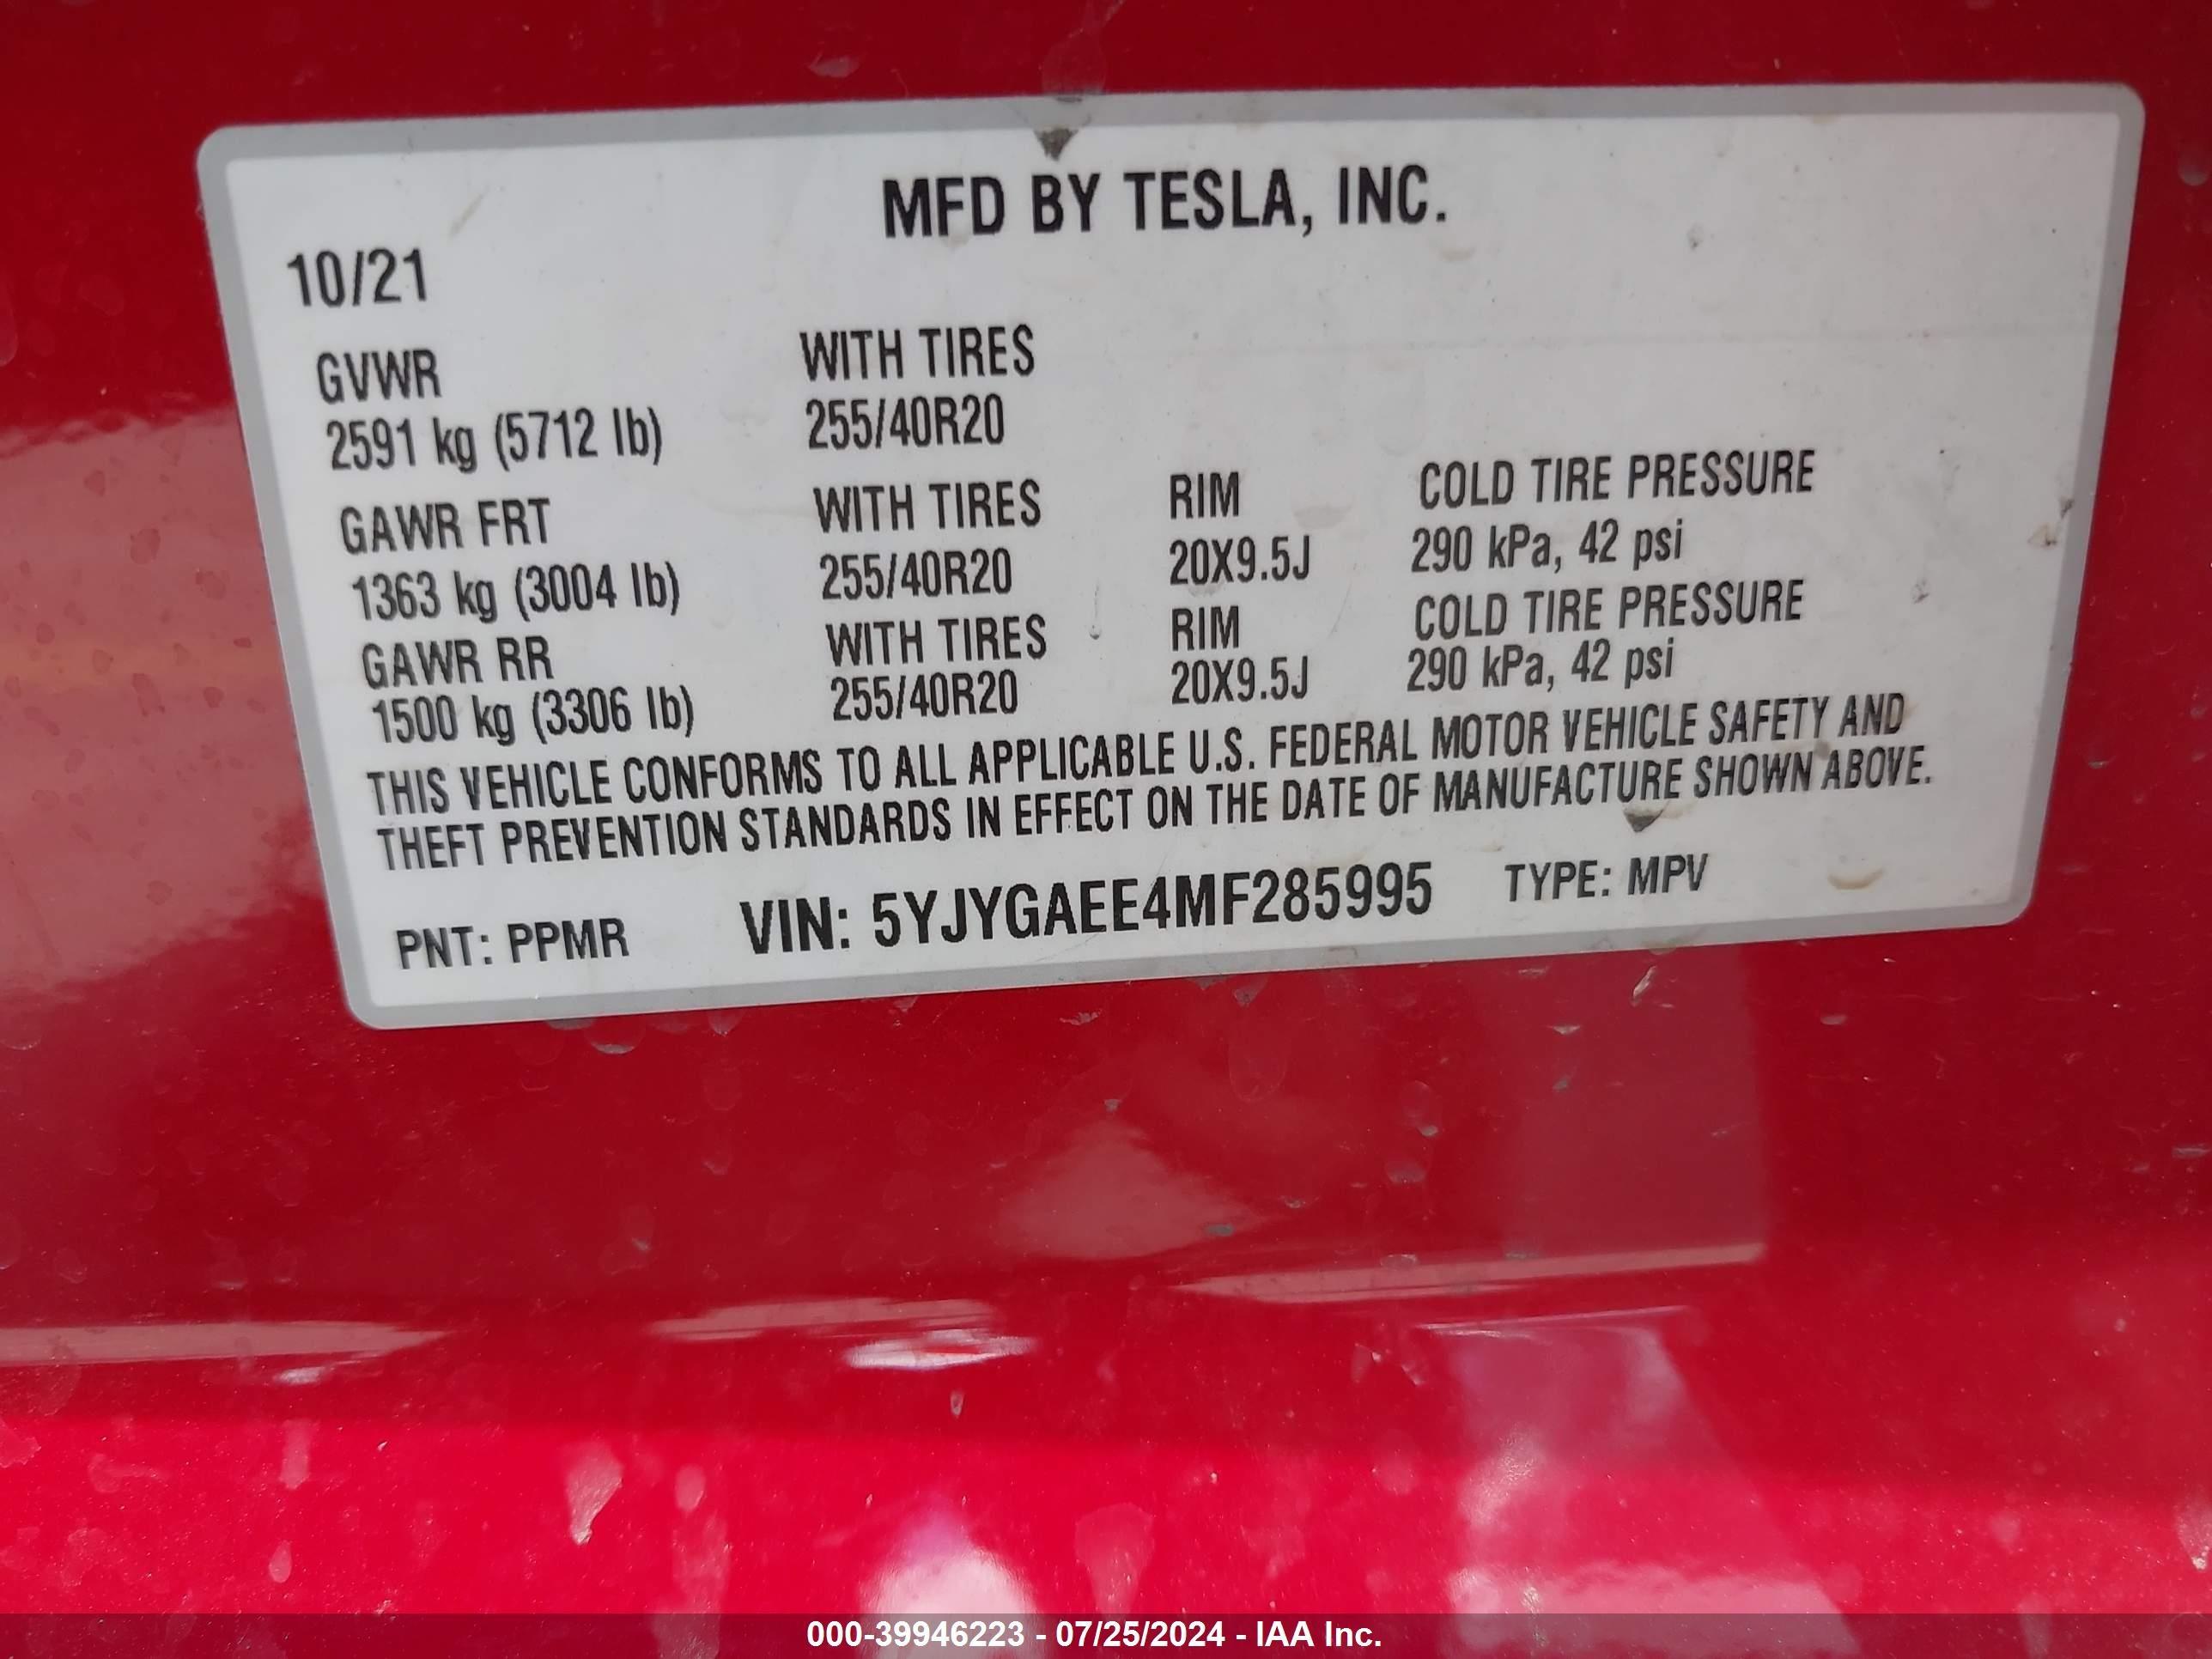 MFD BY TESLA, INC.
10/21
GVWR WITH TIRES
2591 kg (5712 lb) 255/40R20
GAWR FRT WITH TIRES RIM COLD TIRE PRESSURE
1363 kg (3004 lb) 255/40R20 20X9.5J 290 kPa, 42 psi
GAWR RR WITH TIRES RIM COLD TIRE PRESSURE
1500 kg (3306 lb) 255/40R20 20X9.5J 290 kPa, 42 psi
THIS VEHICLE CONFORMS TO ALL APPLICABLE U.S. FEDERAL MOTOR VEHICLE SAFETY AND
THEFT PREVENTION STANDARDS IN EFFECT ON THE DATE OF MANUFACTURE SHOWN ABOVE.
PNT: PPMR VIN: 5YJYGAEE4MF285995 TYPE: MPV
000-39946223 - 07/25/2024 - IAA Inc.